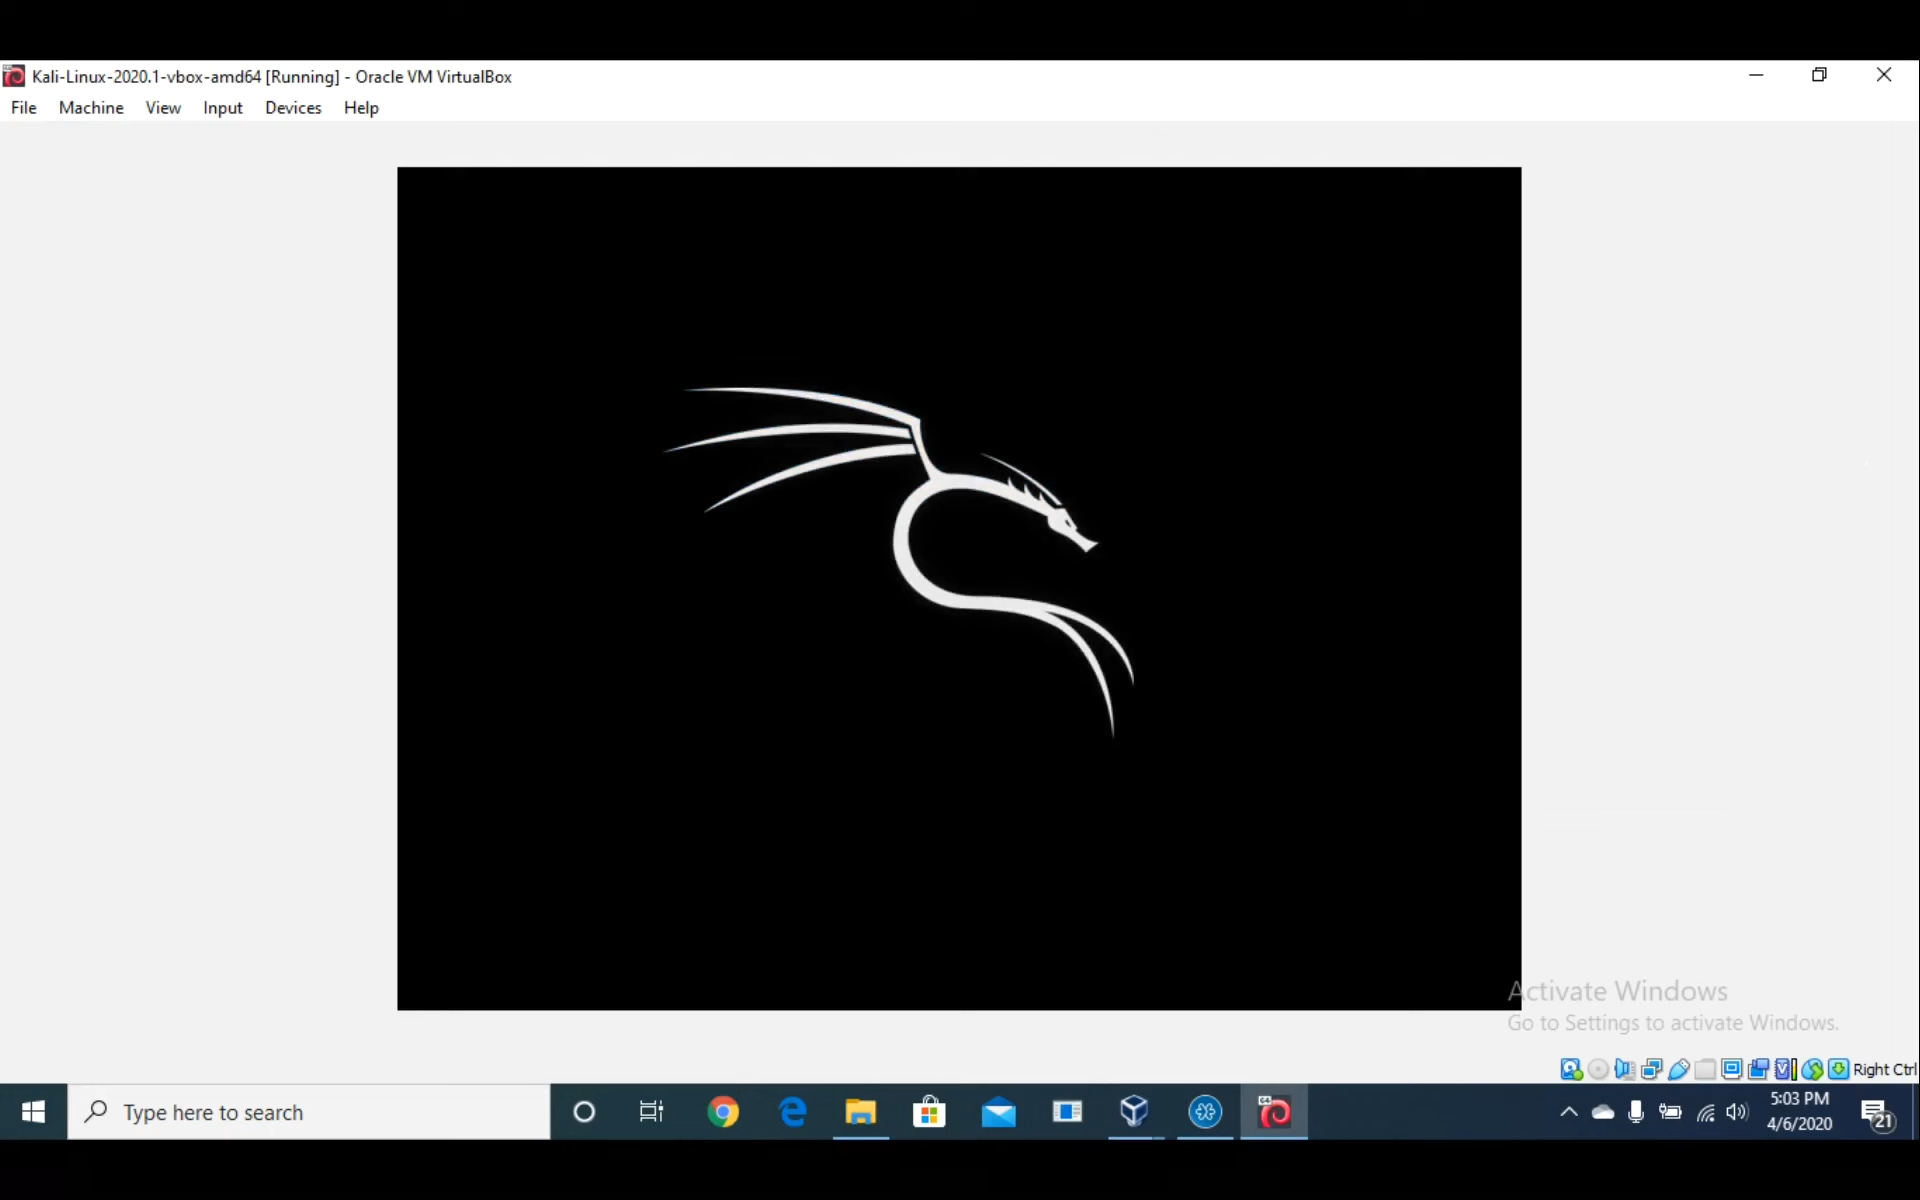 Kali-Linux-2020.1-vbox-amd64 [Running] - Oracle VM VirtualBox
File Machine View Input Devices Help
Activate Windows
Go to Settings to activate Windows.
Right Ctrl
Type here to search
64
5:03 PM
4/6/2020
21